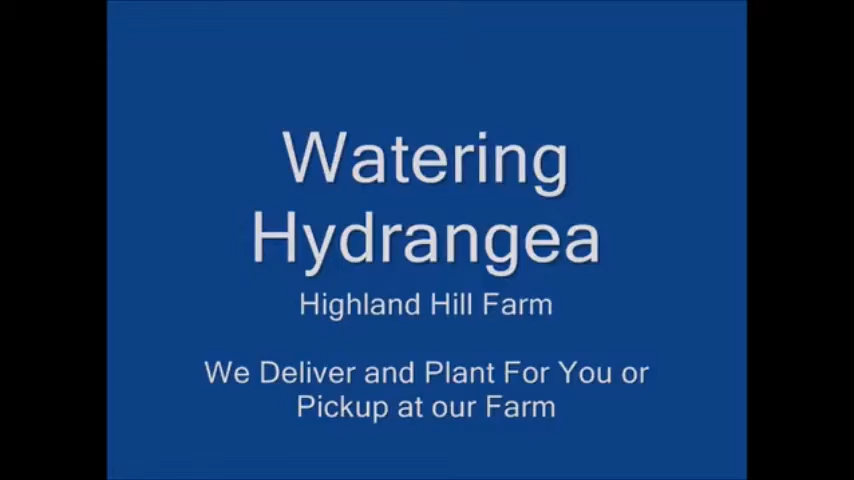 Watering
Hydrangea
Highland Hill Farm
We Deliver and Plant For You or
Pickup at our Farm